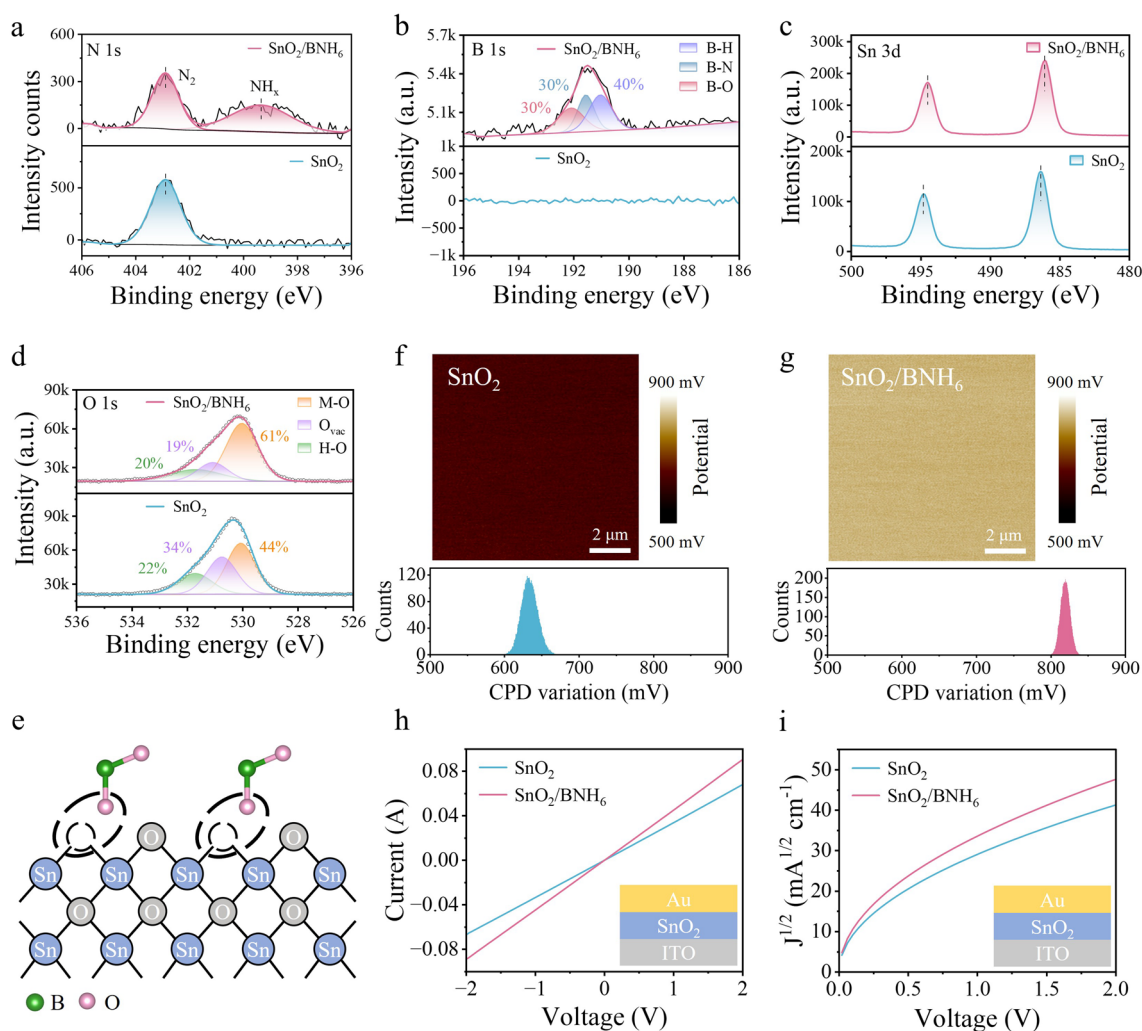 a
N 1s
SnO₂/BNH₆
N₂
NHₓ
SnO₂
600
300
0
500
0
406 404 402 400 398 396
Intensity counts
Binding energy (eV)
b
B 1s
SnO₂/BNH₆
B-H
B-N
B-O
30%
30%
40%
SnO₂
5.7k
5.4k
5.1k
1k
500
0
−500
−1k
196 194 192 190 188 186
Intensity (a.u.)
Binding energy (eV)
c
Sn 3d
SnO₂/BNH₆
SnO₂
200k
100k
0
200k
100k
0
500 495 490 485 480
Intensity (a.u.)
Binding energy (eV)
d
O 1s
SnO₂/BNH₆
M-O
Oᵥₐ꜀
H-O
20%
19%
61%
SnO₂
22%
34%
44%
90k
60k
30k
90k
60k
30k
536 534 532 530 528 526
Intensity (a.u.)
Binding energy (eV)
f
SnO₂
2 μm
900 mV
Potential
500 mV
120
80
40
0
Counts
500 600 700 800 900
CPD variation (mV)
g
SnO₂/BNH₆
2 μm
900 mV
Potential
500 mV
200
150
100
50
0
Counts
500 600 700 800 900
CPD variation (mV)
e
O O
Sn Sn Sn Sn Sn
O O O O
Sn Sn Sn Sn Sn
B O
h
SnO₂
SnO₂/BNH₆
0.08
0.04
0.00
−0.04
−0.08
Current (A)
Au
SnO₂
ITO
−2 −1 0 1 2
Voltage (V)
i
SnO₂
SnO₂/BNH₆
50
40
30
20
10
0
J¹ᐟ² (mA¹ᐟ² cm⁻¹)
Au
SnO₂
ITO
0.0 0.5 1.0 1.5 2.0
Voltage (V)